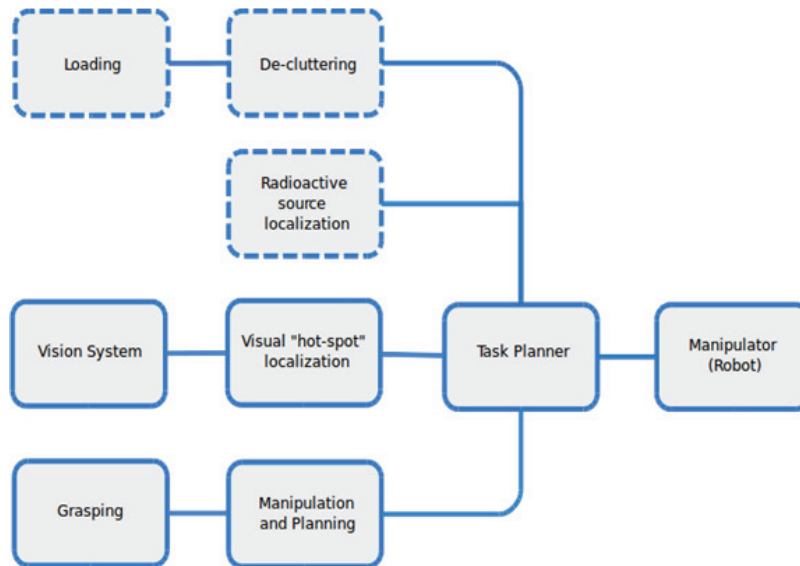 Loading
De-cluttering
Radioactive
source
localization
Vision System
Visual "hot-spot"
localization
Task Planner
Manipulator
(Robot)
Grasping
Manipulation
and Planning